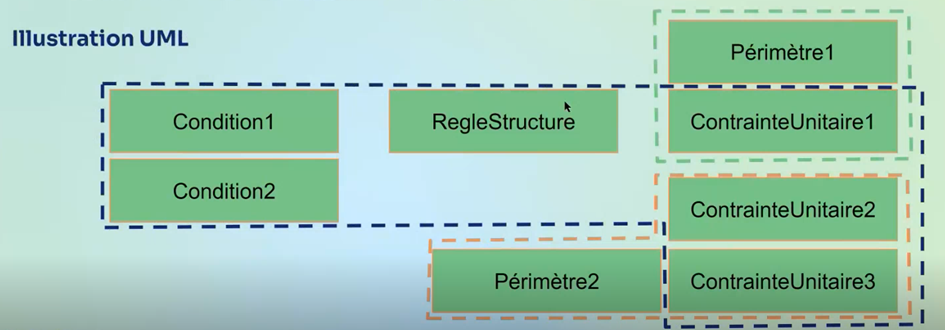 Illustration UML
Périmètre1
Condition1
RegleStructure
ContrainteUnitaire1
Condition2
ContrainteUnitaire2
Périmètre2
ContrainteUnitaire3